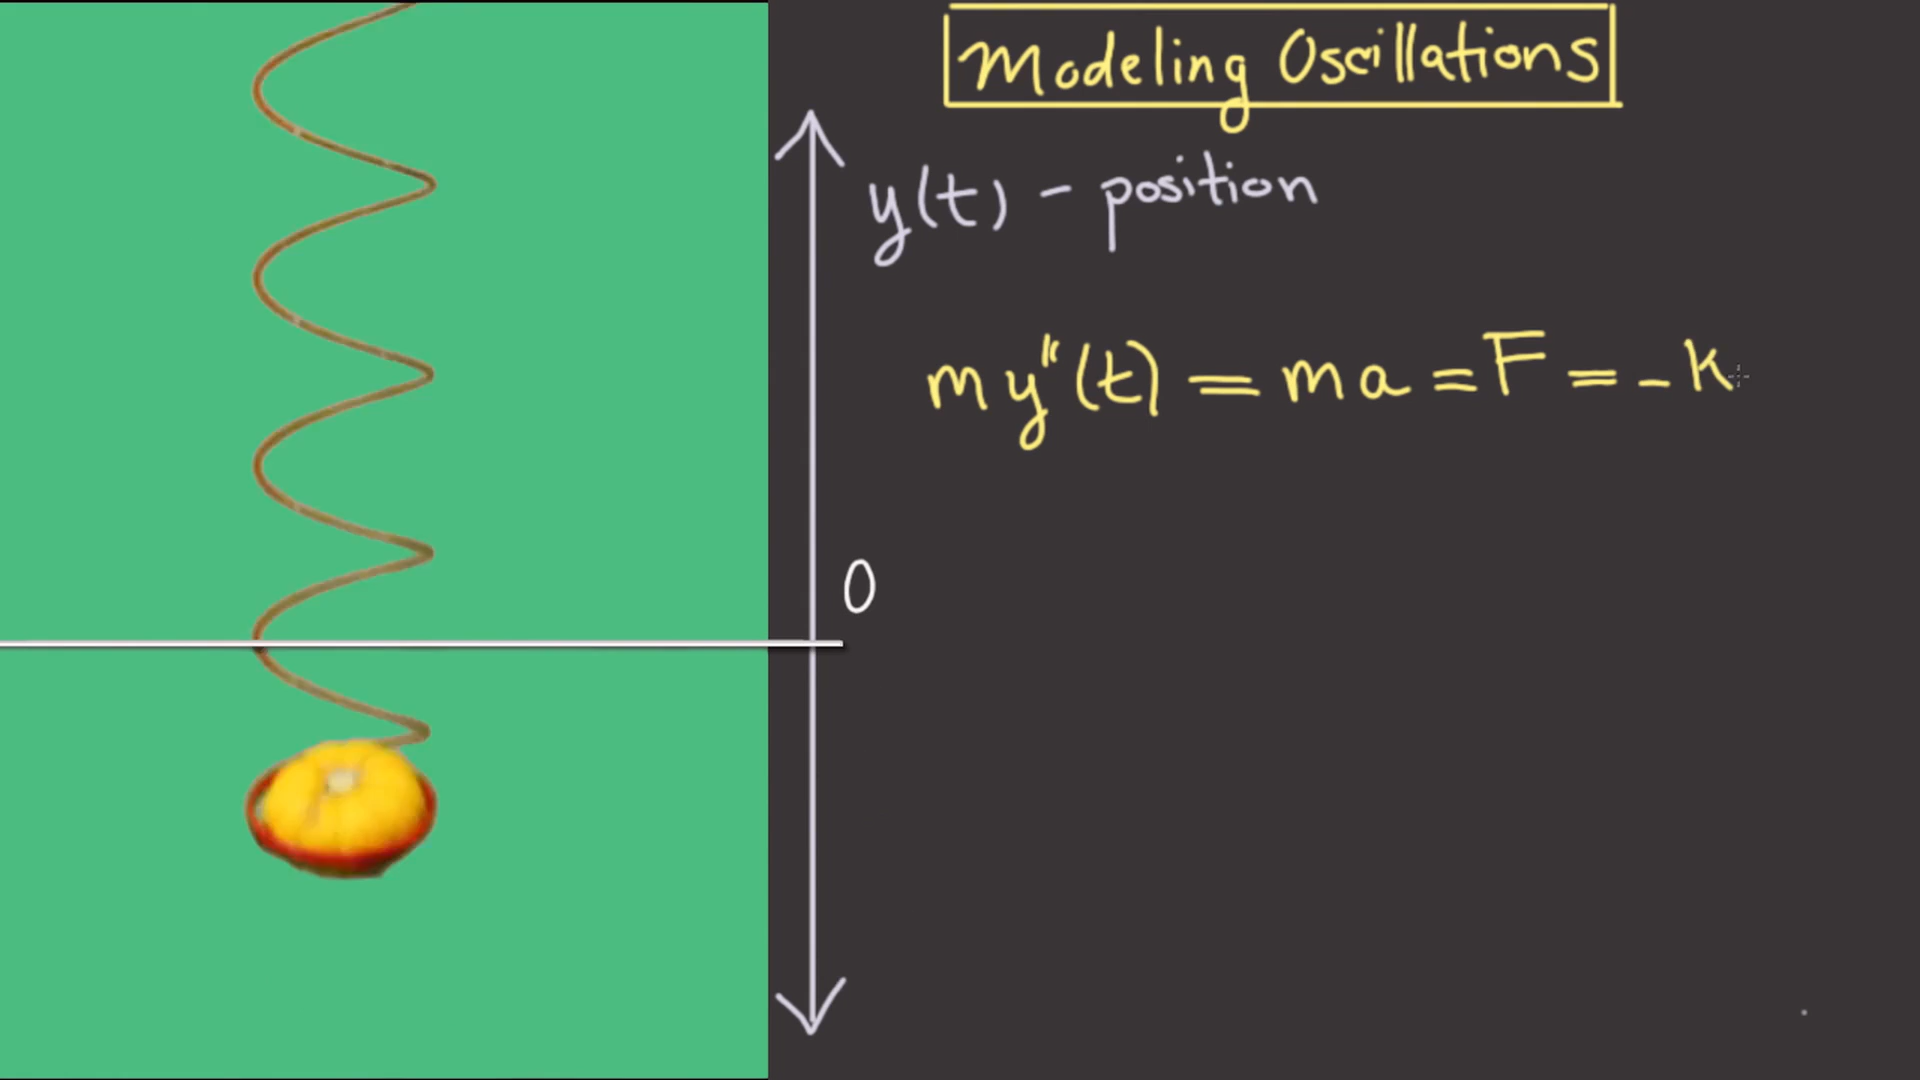 Modeling Oscillations
y(t) - position
my"(t) = ma = F = - k
0